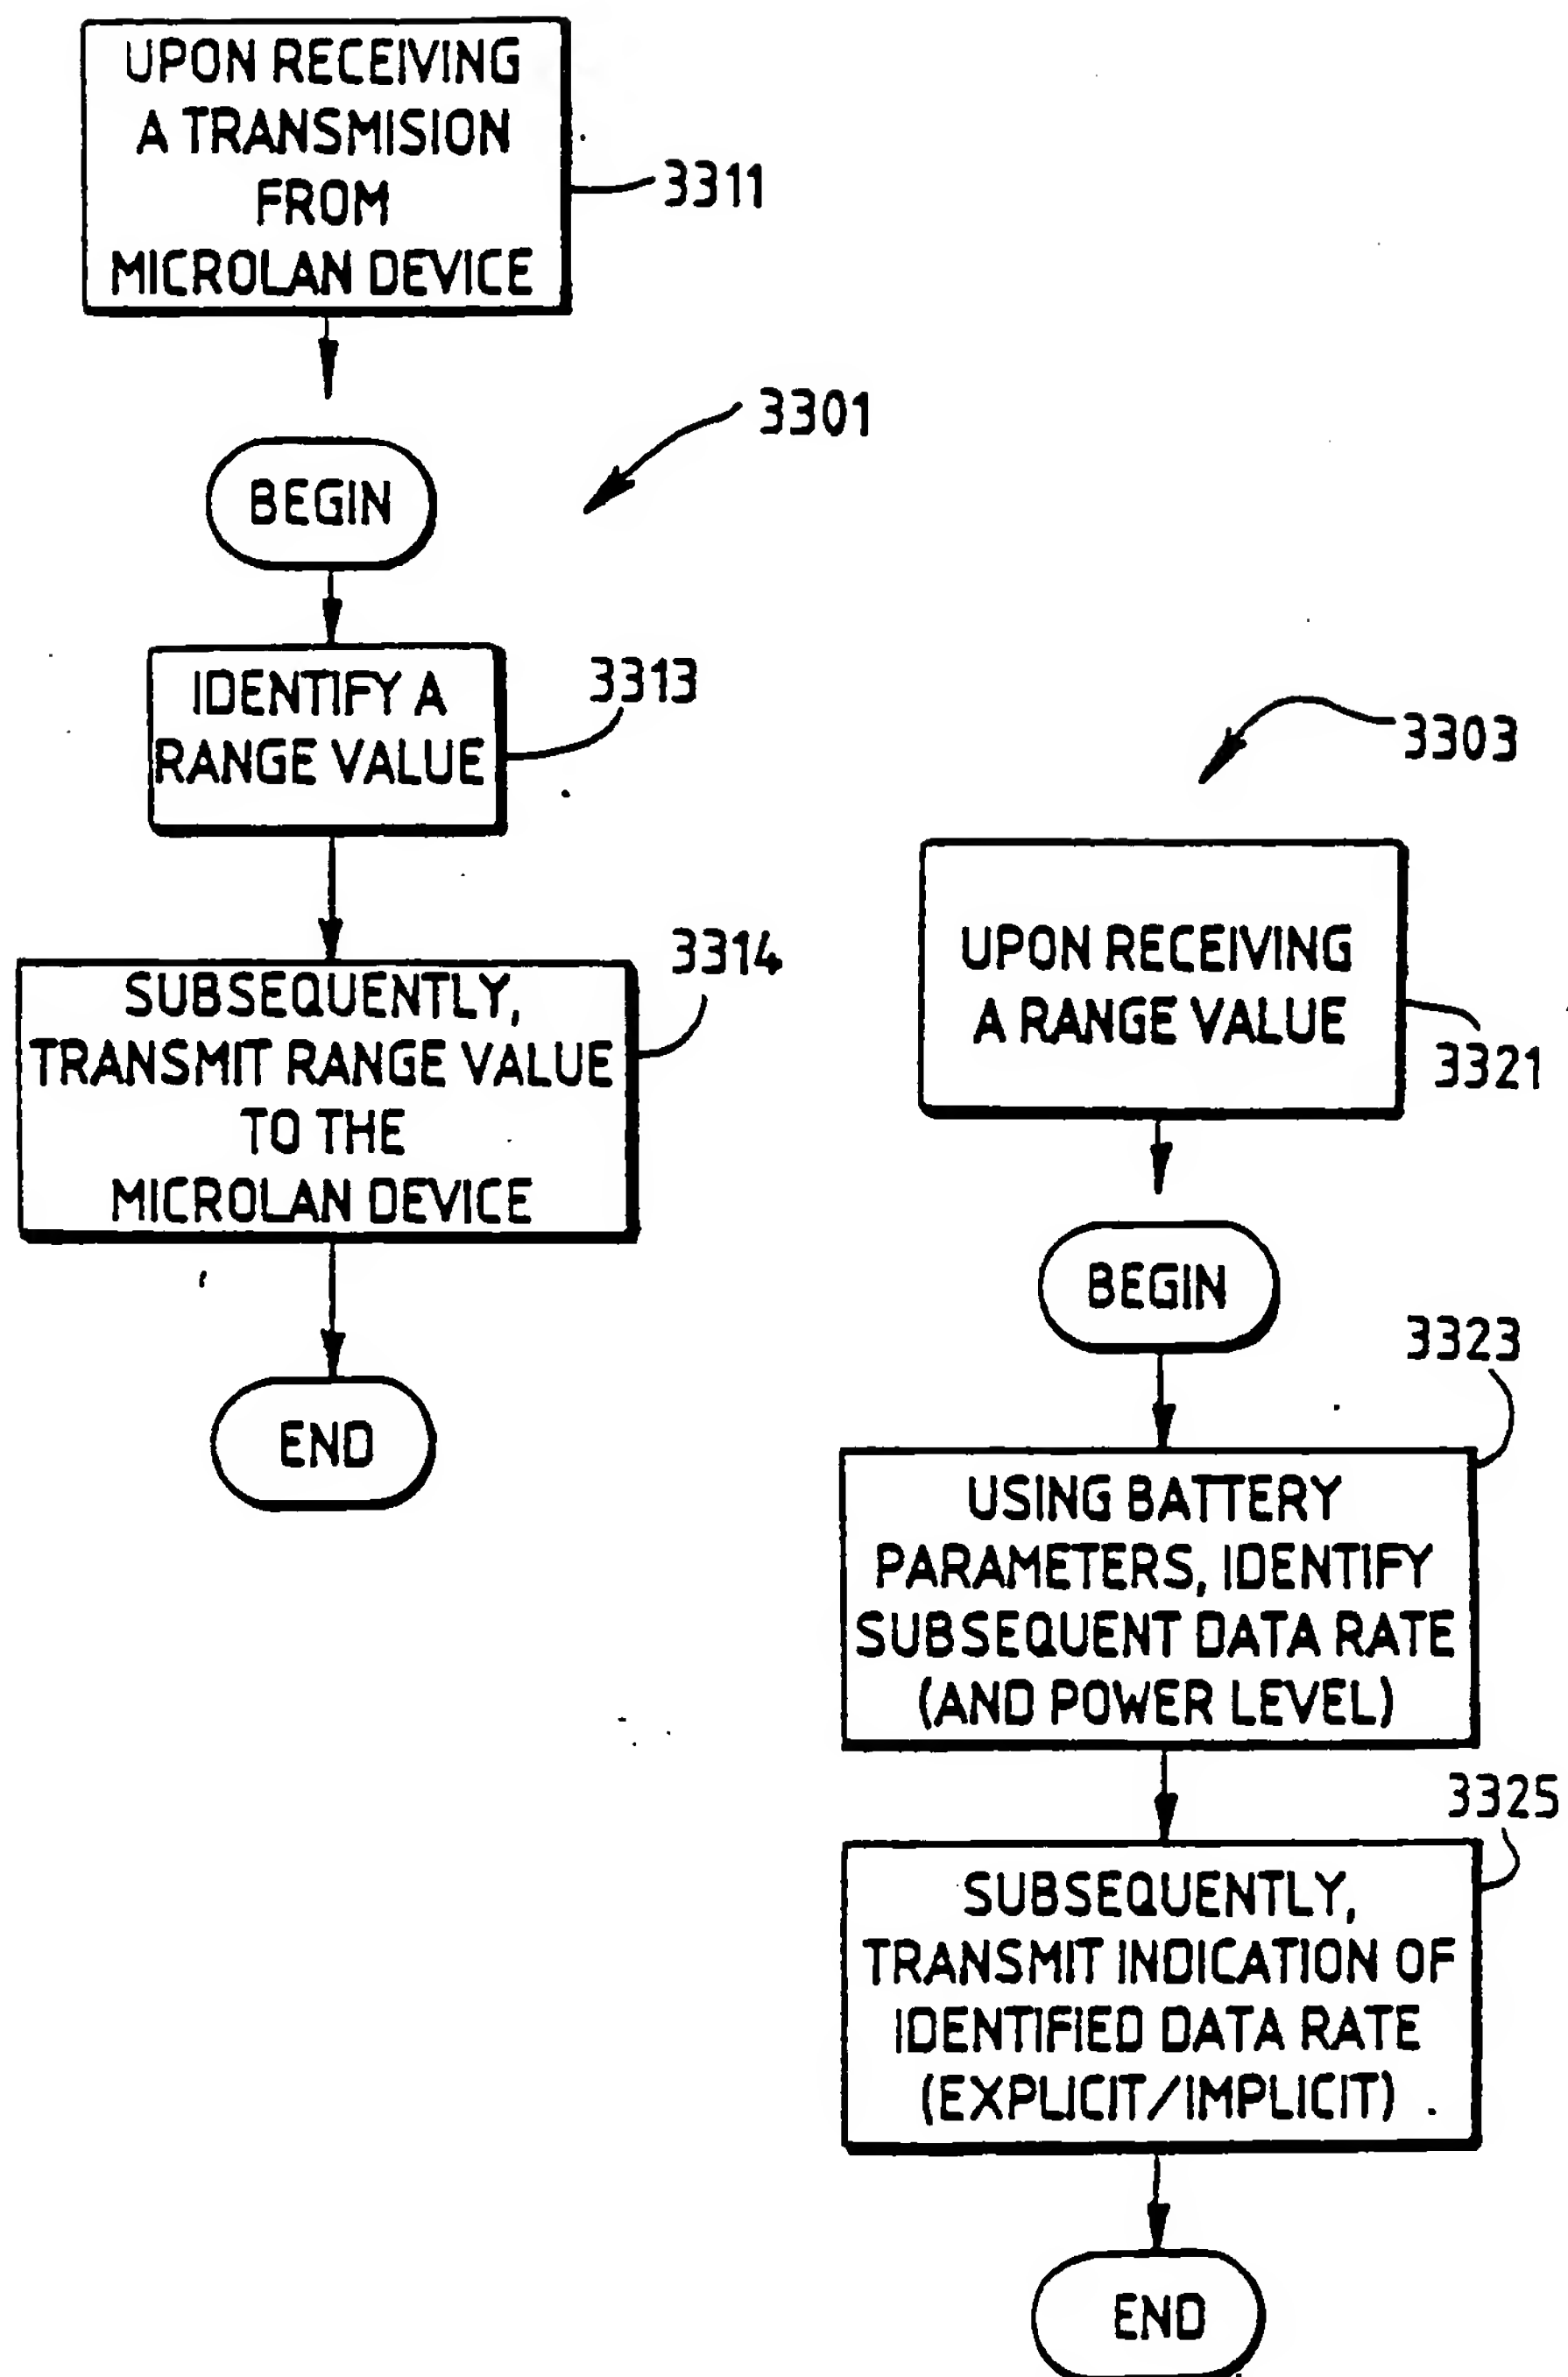 UPON RECEIVING
A TRANSMISION
FROM
MICROLAN DEVICE
3311
3301
BEGIN
IDENTIFY A
RANGE VALUE
3313
SUBSEQUENTLY,
TRANSMIT RANGE VALUE
TO THE
MICROLAN DEVICE
3314
END
3303
UPON RECEIVING
A RANGE VALUE
3321
BEGIN
3323
USING BATTERY
PARAMETERS, IDENTIFY
SUBSEQUENT DATA RATE
(AND POWER LEVEL)
3325
SUBSEQUENTLY,
TRANSMIT INDICATION OF
IDENTIFIED DATA RATE
(EXPLICIT/IMPLICIT)
END